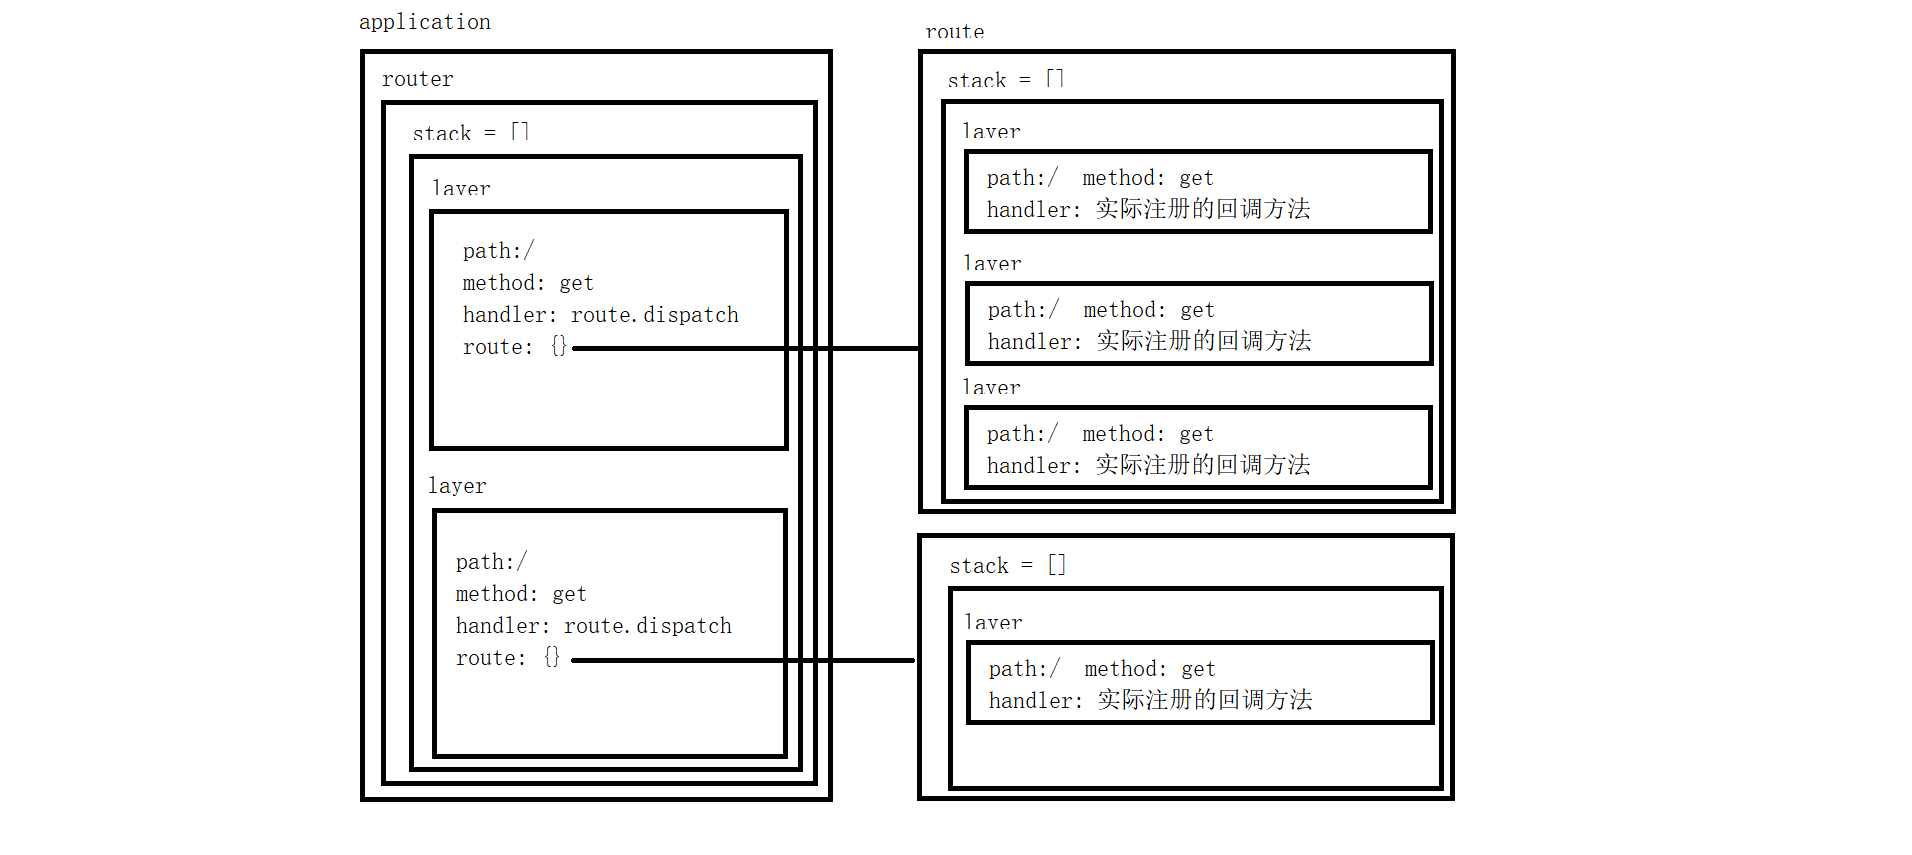 application
router
stack = []
layer
path:/
method: get
handler: route.dispatch
route: {}
layer
path:/
method: get
handler: route.dispatch
route: {}
route
stack = []
layer
path:/ method: get
handler: 实际注册的回调方法
layer
path:/ method: get
handler: 实际注册的回调方法
layer
path:/ method: get
handler: 实际注册的回调方法
stack = []
layer
path:/ method: get
handler: 实际注册的回调方法